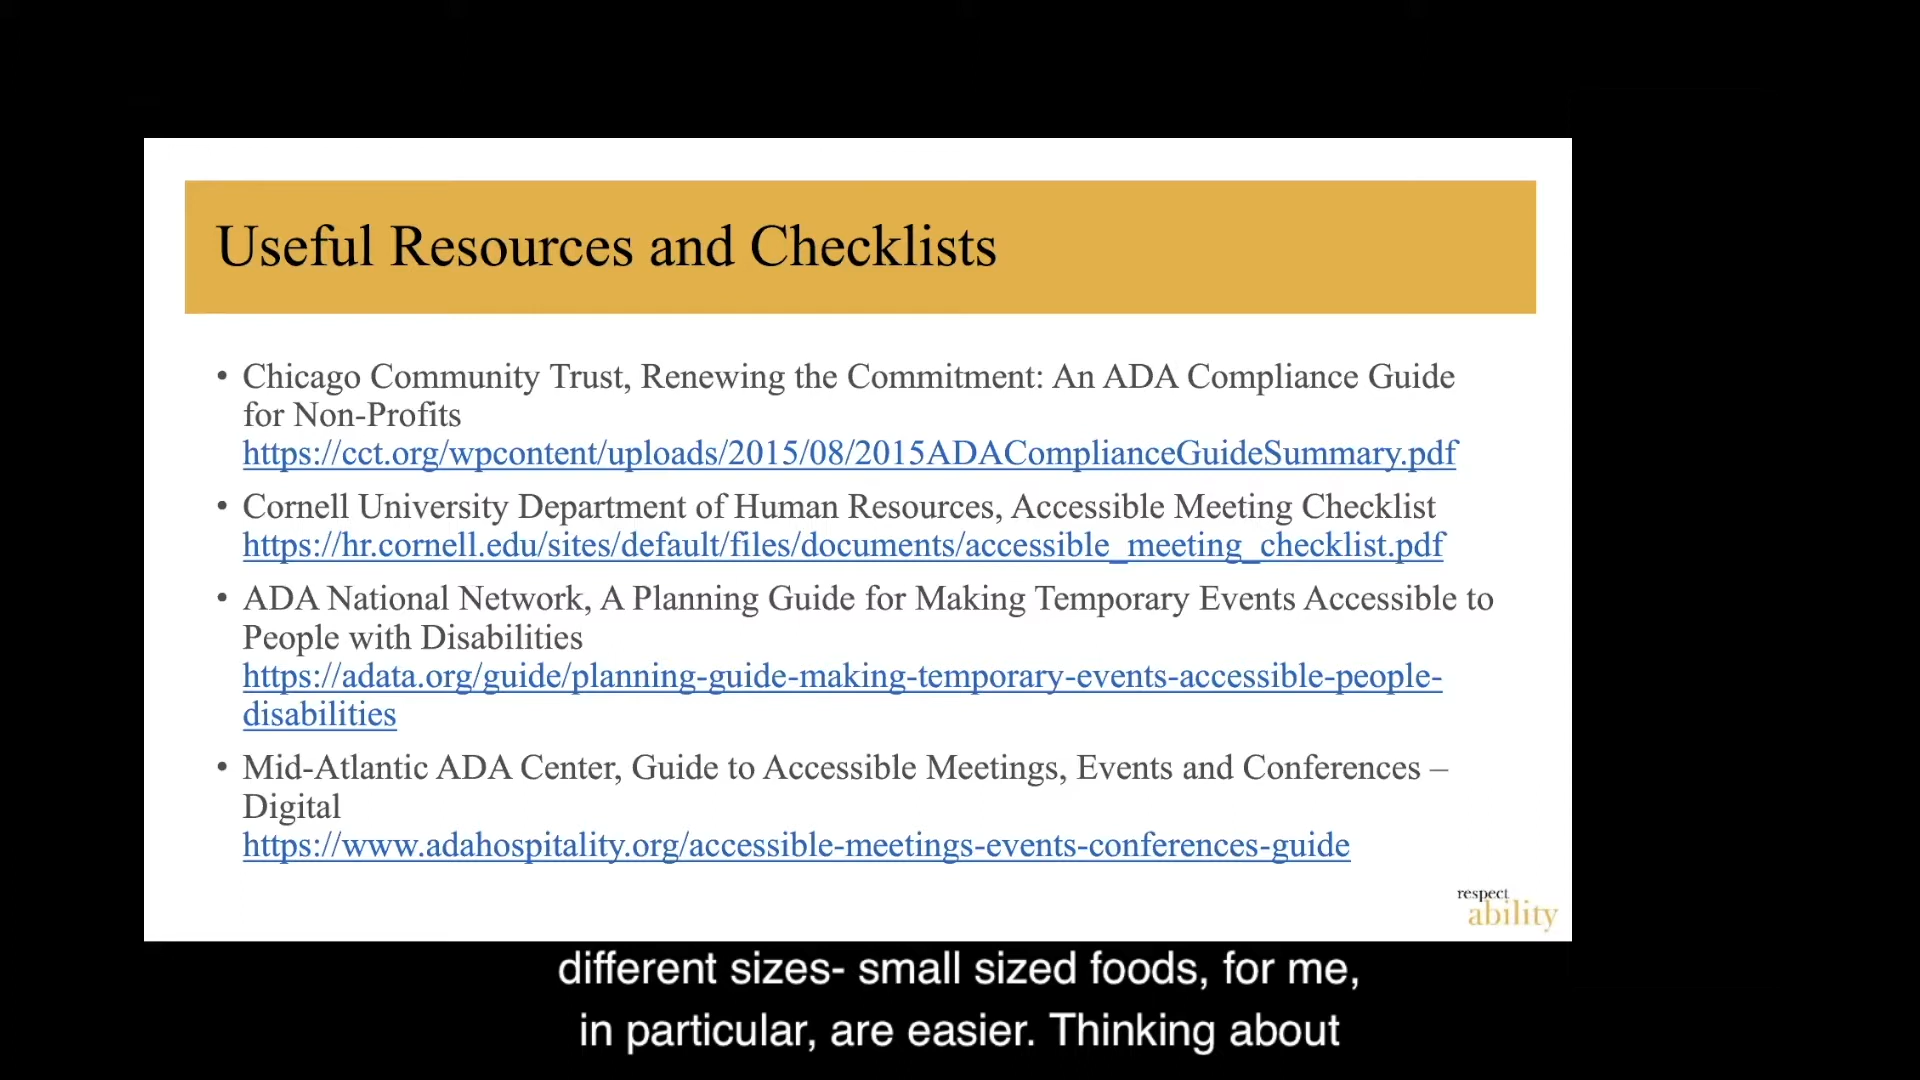 Useful Resources and Checklists
• Chicago Community Trust, Renewing the Commitment: An ADA Compliance Guide
for Non-Profits
https://cct.org/wpcontent/uploads/2015/08/2015ADAComplianceGuideSummary.pdf
• Cornell University Department of Human Resources, Accessible Meeting Checklist
https://hr.cornell.edu/sites/default/files/documents/accessible_meeting_checklist.pdf
• ADA National Network, A Planning Guide for Making Temporary Events Accessible to
People with Disabilities
https://adata.org/guide/planning-guide-making-temporary-events-accessible-people-
disabilities
• Mid-Atlantic ADA Center, Guide to Accessible Meetings, Events and Conferences –
Digital
https://www.adahospitality.org/accessible-meetings-events-conferences-guide
respect
ability
different sizes- small sized foods, for me,
in particular, are easier. Thinking about